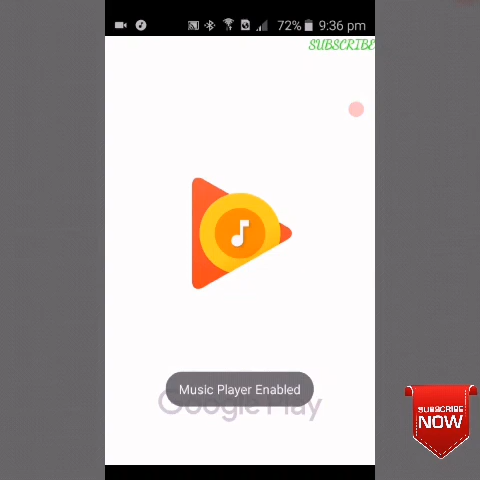 72% 9:36 pm
SUBSCRIBE
Music Player Enabled
Google Play
SUBSCRIBE
NOW